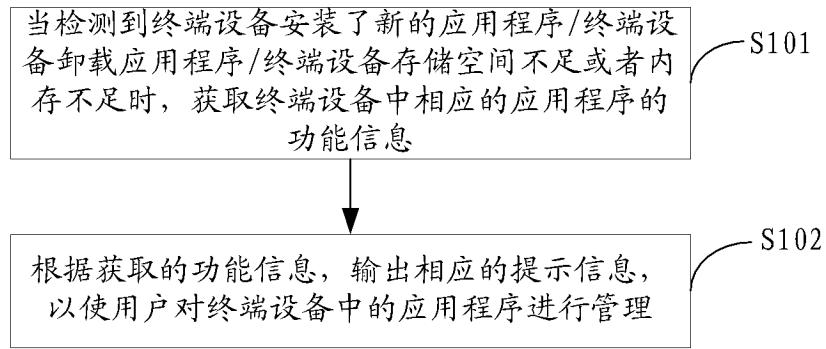 当检测到终端设备安装了新的应用程序/终端设
备卸载应用程序/终端设备存储空间不足或者内
存不足时，获取终端设备中相应的应用程序的
功能信息
S101
根据获取的功能信息，输出相应的提示信息，
以使用户对终端设备中的应用程序进行管理
S102